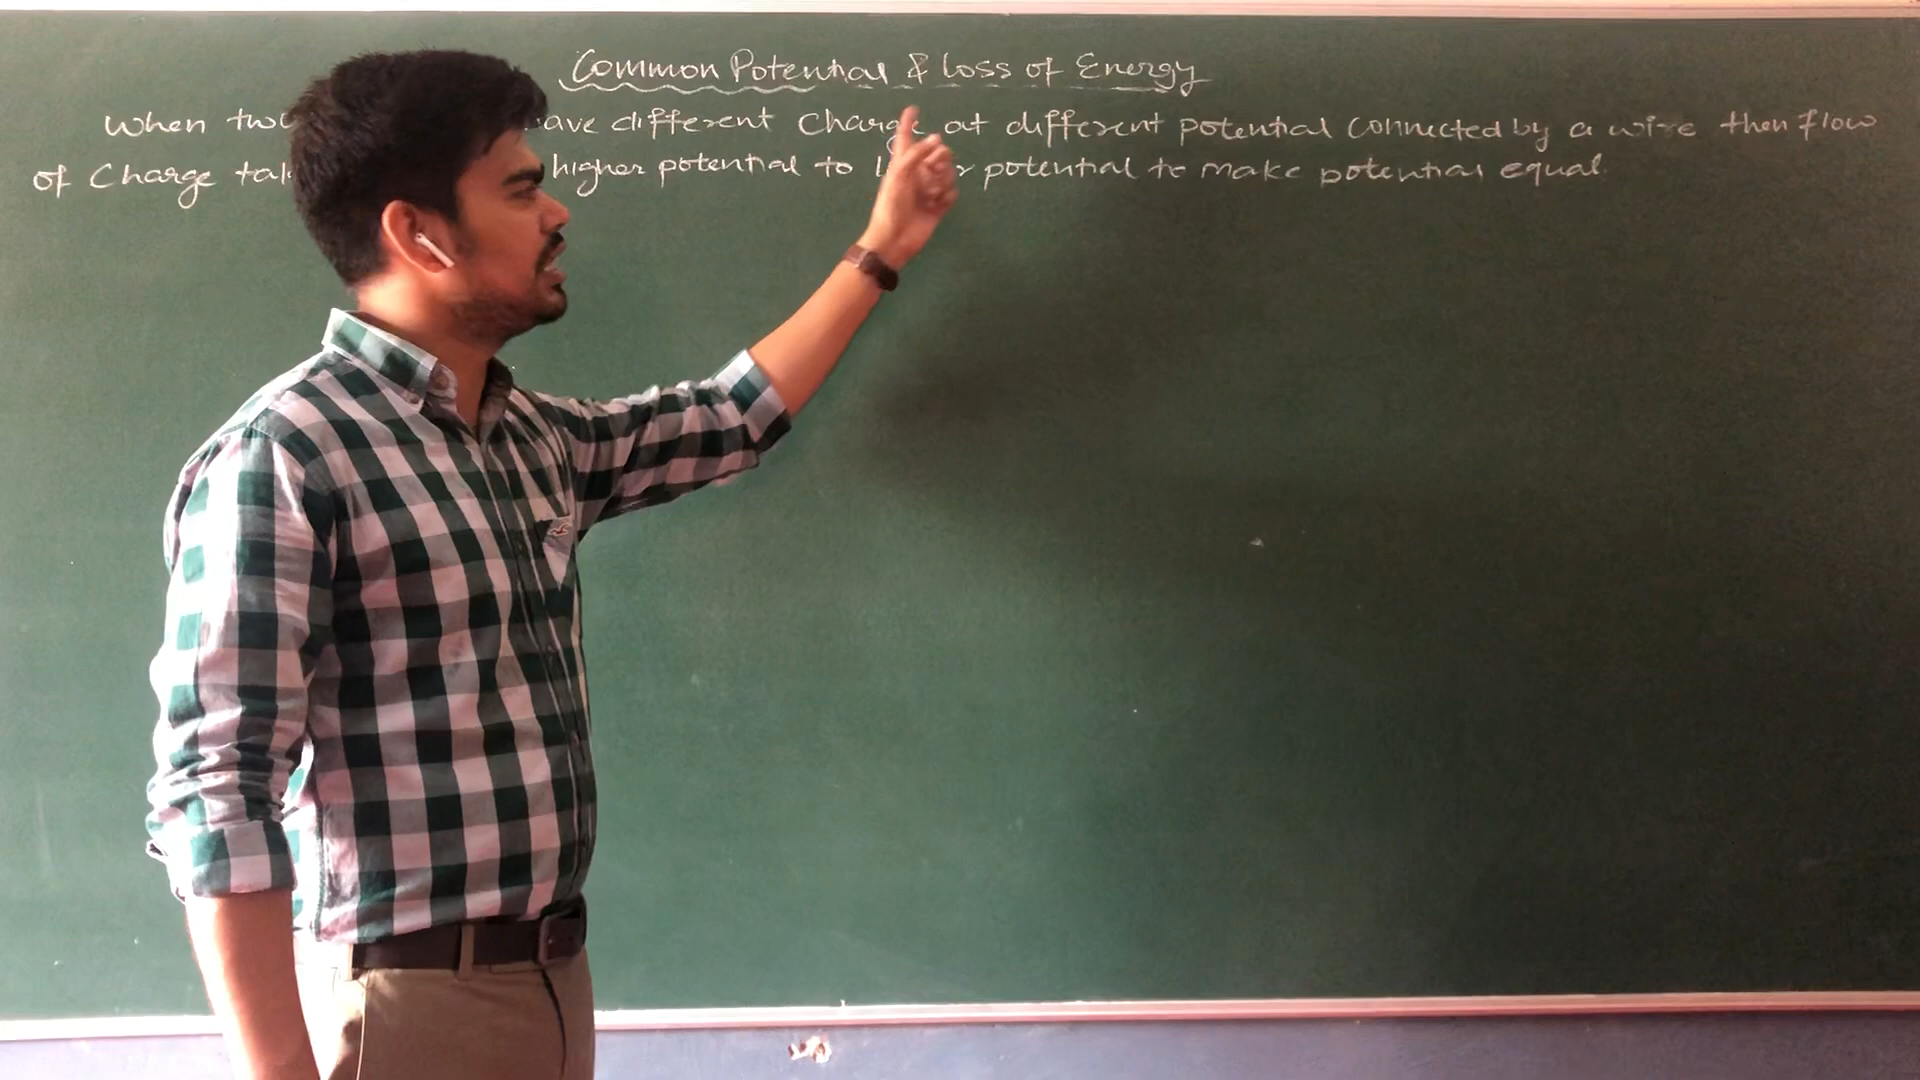 Common Potential & Loss of Energy
When two ave different Charge at different potential Connected by a wire then flow
of Charge tak higher potential to potential to make potential equal.